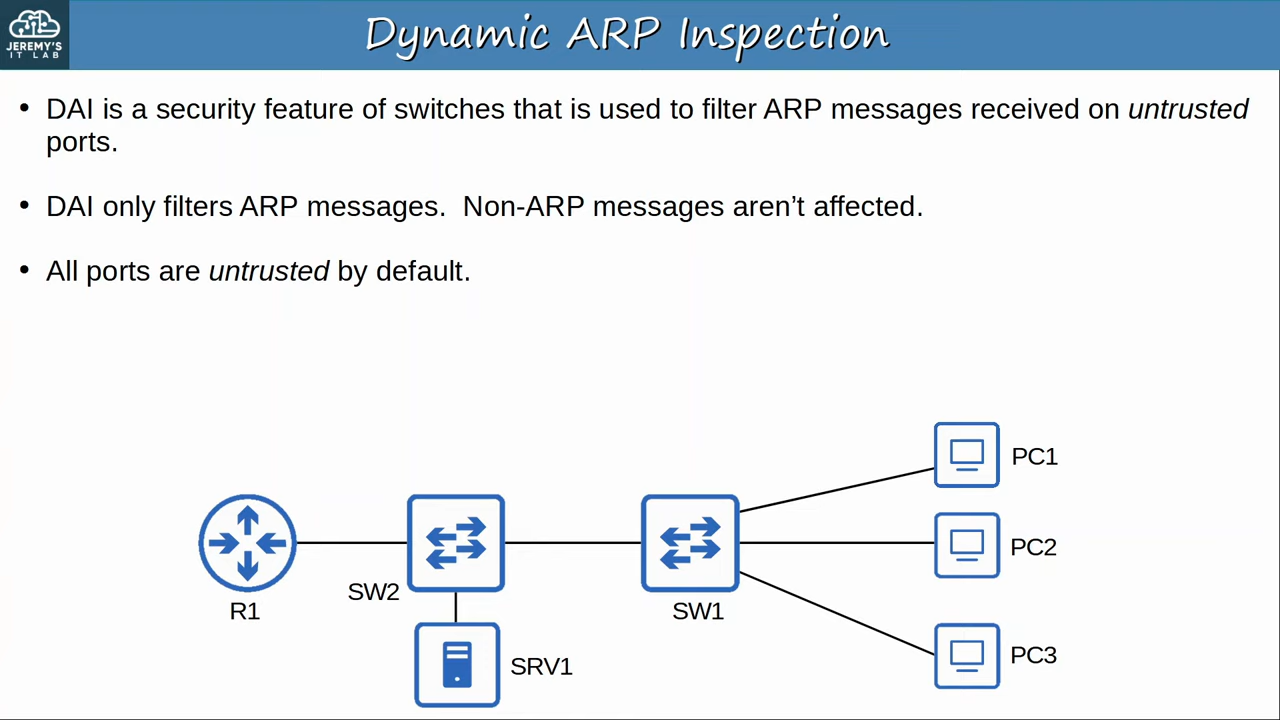 JEREMY'S
IT LAB
Dynamic ARP Inspection
• DAI is a security feature of switches that is used to filter ARP messages received on untrusted
ports.
• DAI only filters ARP messages.  Non-ARP messages aren’t affected.
• All ports are untrusted by default.
PC1
PC2
SW2
R1
SW1
PC3
SRV1